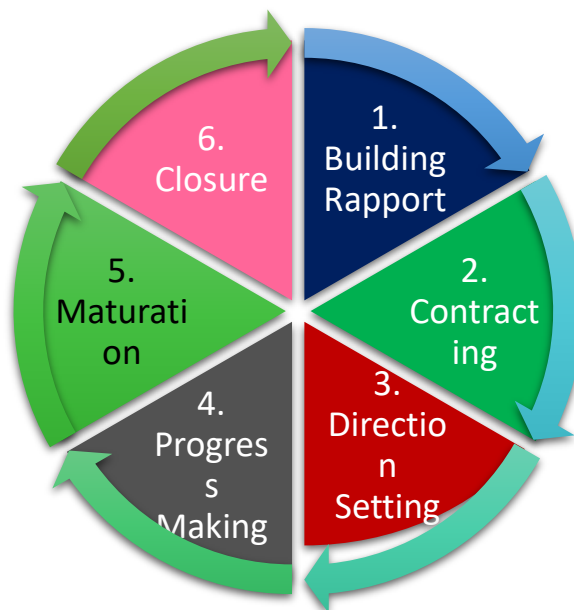 1.
Building
Rapport
2.
Contract
ing
3.
Directio
n
Setting
4.
Progres
s
Making
5.
Maturati
on
6.
Closure